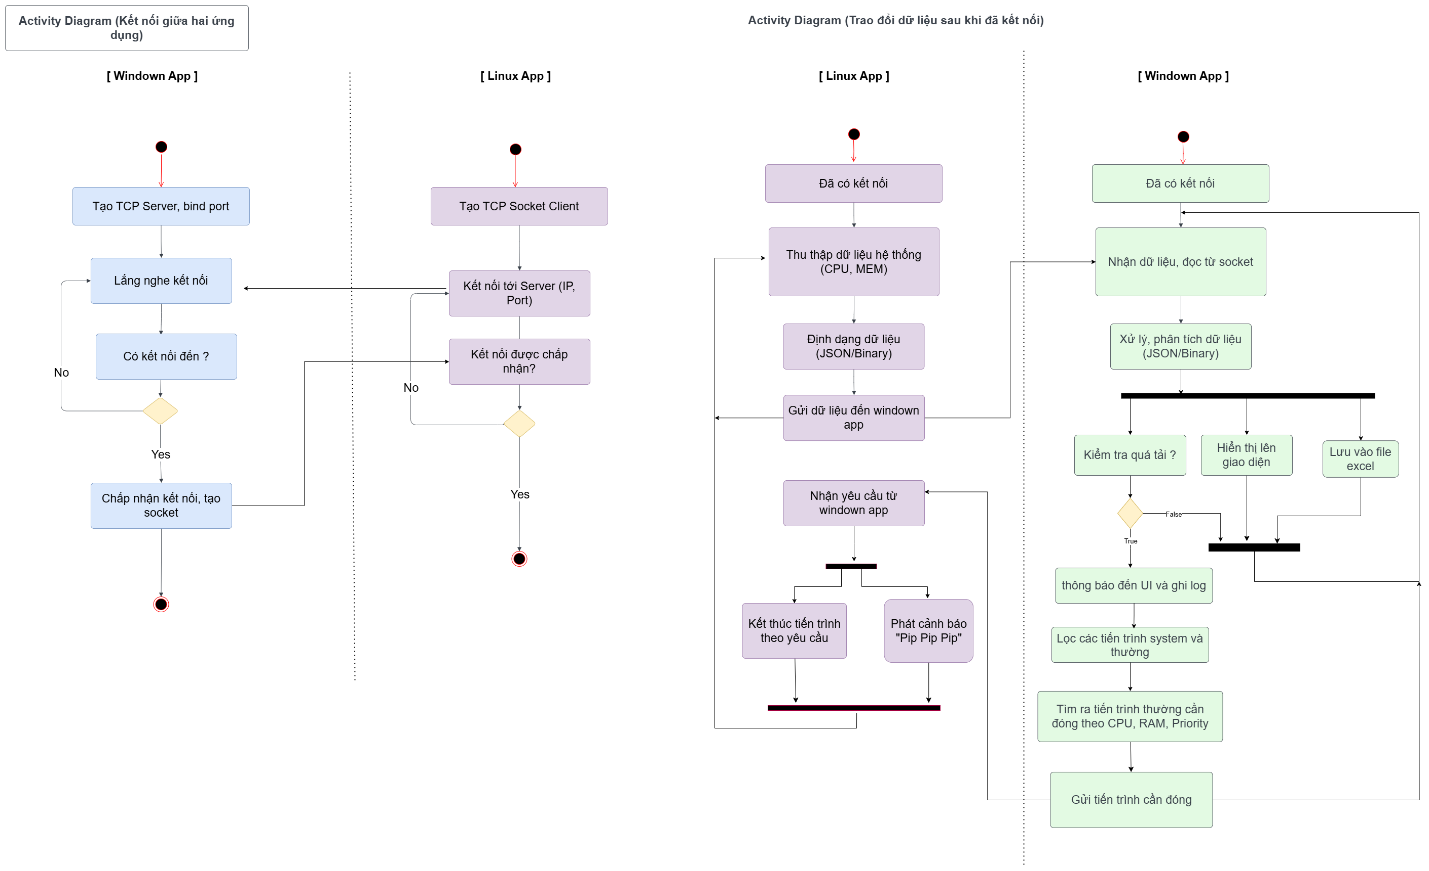 Activity Diagram (Kết nối giữa hai ứng
dụng)
[ Windown App ]
[ Linux App ]
Tạo TCP Server, bind port
Lắng nghe kết nối
Có kết nối đến ?
No
Yes
Chấp nhận kết nối, tạo
socket
Tạo TCP Socket Client
Kết nối tới Server (IP,
Port)
Kết nối được chấp
nhận?
No
Yes
Activity Diagram (Trao đổi dữ liệu sau khi đã kết nối)
[ Linux App ]
[ Windown App ]
Đã có kết nối
Thu thập dữ liệu hệ thống
(CPU, MEM)
Định dạng dữ liệu
(JSON/Binary)
Gửi dữ liệu đến windown
app
Nhận yêu cầu từ
windown app
Kết thúc tiến trình
theo yêu cầu
Phát cảnh báo
"Pip Pip Pip"
Đã có kết nối
Nhận dữ liệu, đọc từ socket
Xử lý, phân tích dữ liệu
(JSON/Binary)
Kiểm tra quá tải ?
Hiển thị lên
giao diện
Lưu vào file
excel
False
True
thông báo đến UI và ghi log
Lọc các tiến trình system và
thường
Tìm ra tiến trình thường cần
đóng theo CPU, RAM, Priority
Gửi tiến trình cần đóng